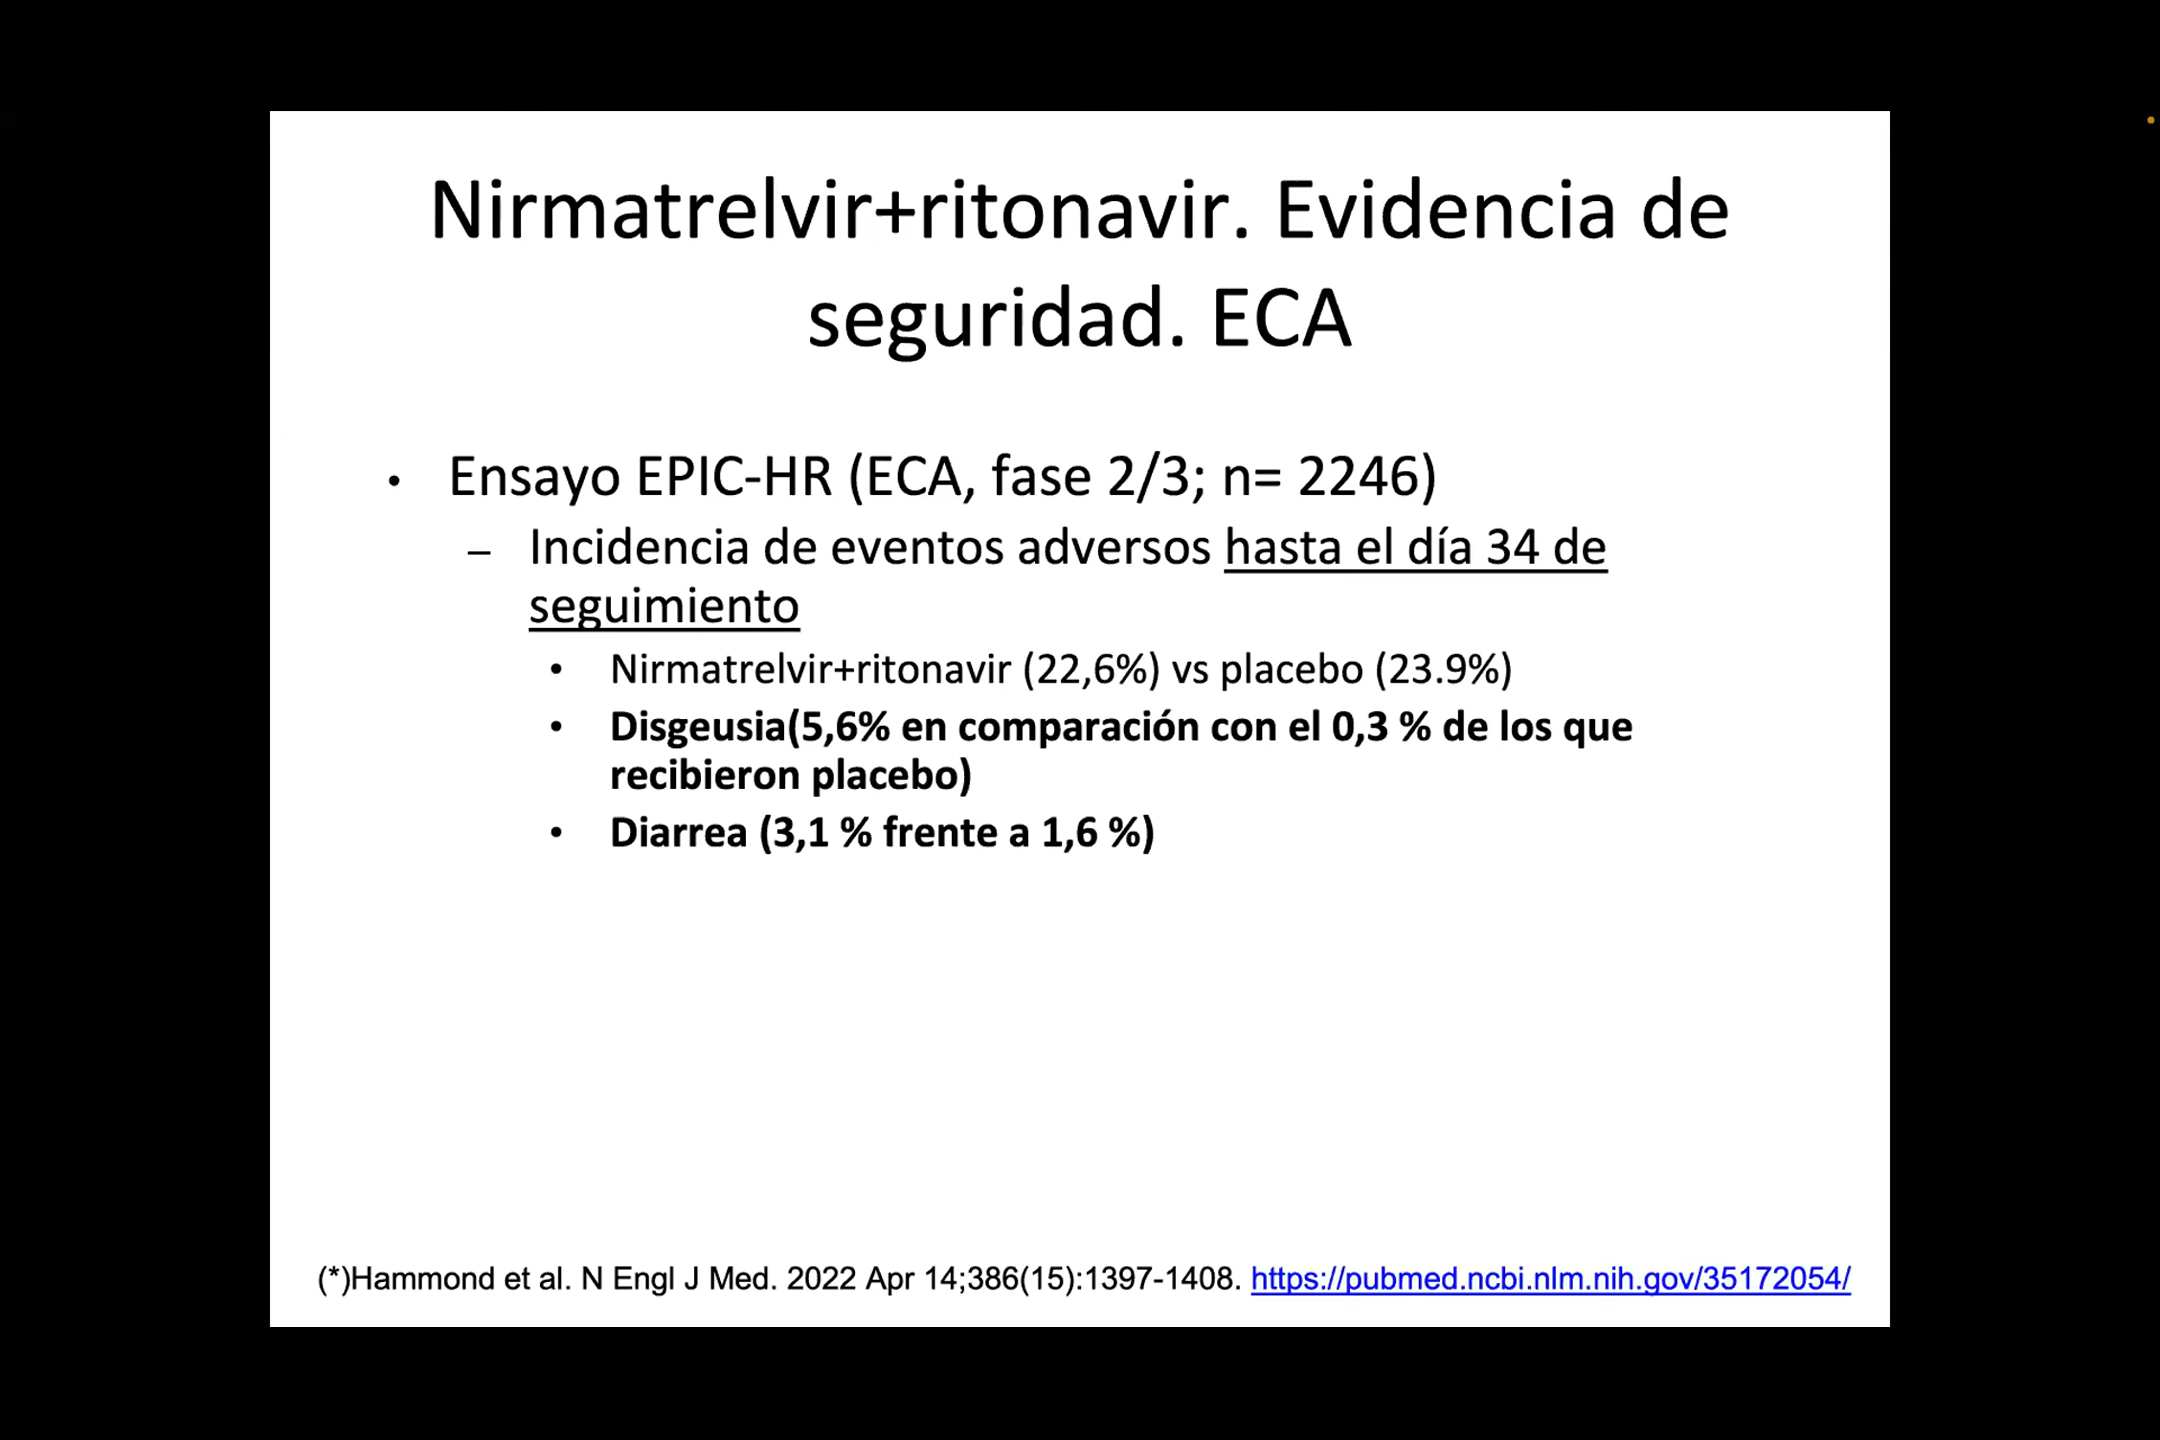 Nirmatrelvir+ritonavir. Evidencia de
seguridad. ECA
• Ensayo EPIC-HR (ECA, fase 2/3; n= 2246)
– Incidencia de eventos adversos hasta el día 34 de
seguimiento
• Nirmatrelvir+ritonavir (22,6%) vs placebo (23.9%)
• Disgeusia(5,6% en comparación con el 0,3 % de los que
recibieron placebo)
• Diarrea (3,1 % frente a 1,6 %)
(*)Hammond et al. N Engl J Med. 2022 Apr 14;386(15):1397-1408. https://pubmed.ncbi.nlm.nih.gov/35172054/